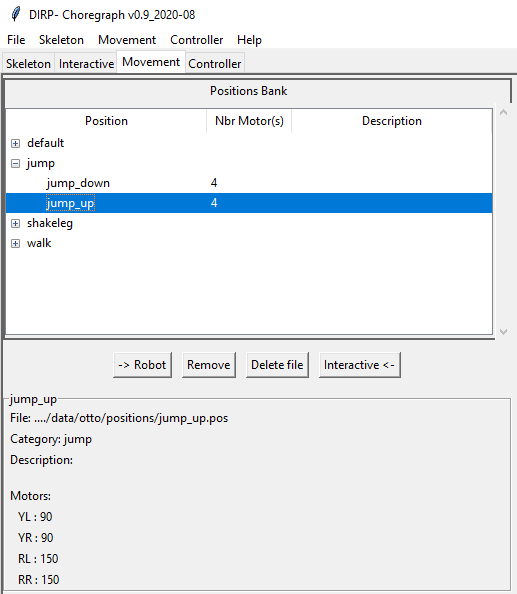 DIRP- Choregraph v0.9_2020-08
File Skeleton Movement Controller Help
Skeleton Interactive Movement Controller
Positions Bank
Position Nbr Motor(s) Description
default
jump
jump_down 4
jump_up 4
shakeleg
walk
-> Robot Remove Delete file Interactive <-
jump_up
File: ..../data/otto/positions/jump_up.pos
Category: jump
Description:
Motors:
YL : 90
YR : 90
RL : 150
RR : 150